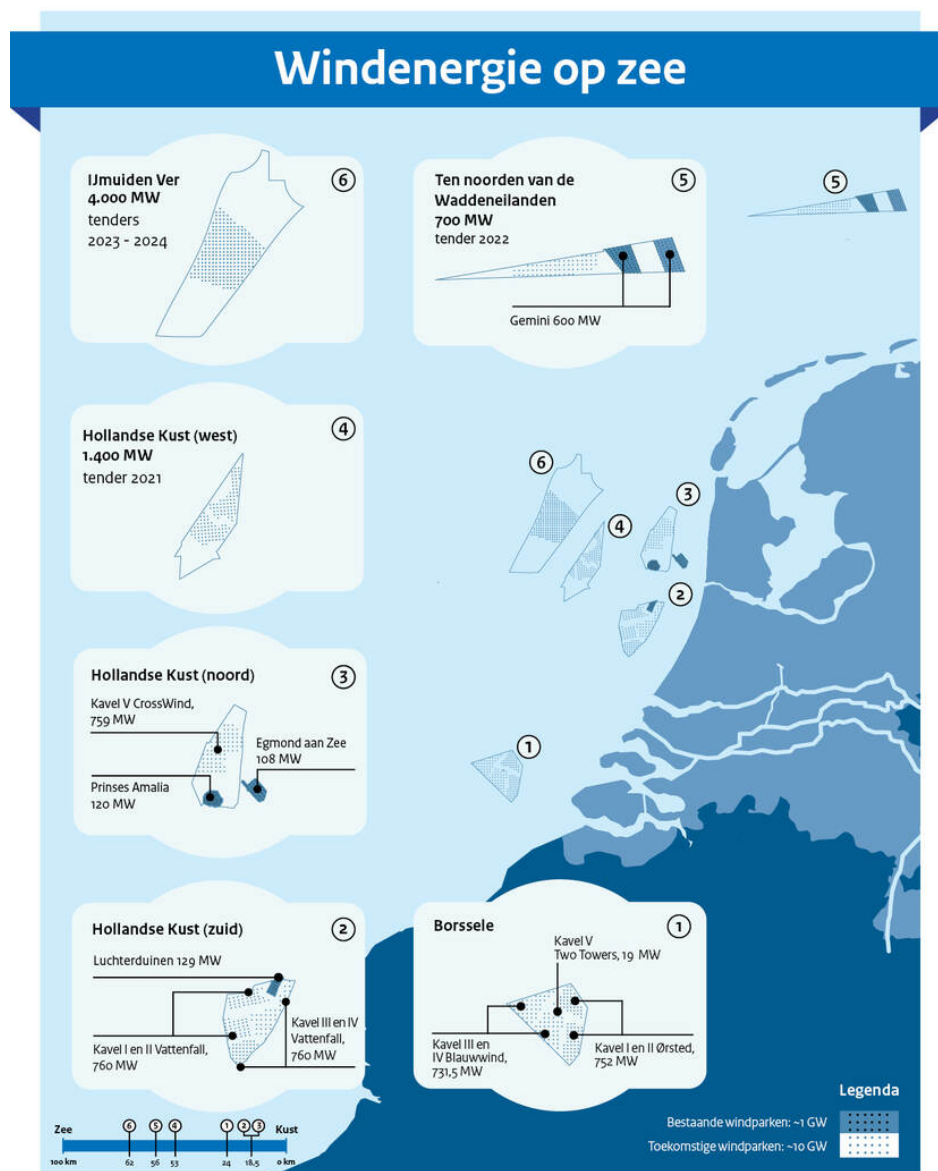 Windenergie op zee
IJmuiden Ver
4.000 MW
tenders
2023 - 2024
6
Ten noorden van de
Waddeneilanden
700 MW
tender 2022
5
Gemini 600 MW
5
Hollandse Kust (west)
1.400 MW
tender 2021
4
6
4
3
2
1
Hollandse Kust (noord)
3
Kavel V CrossWind,
759 MW
Egmond aan Zee
108 MW
Prinses Amalia
120 MW
Hollandse Kust (zuid)
2
Luchterduinen 129 MW
Kavel III en IV
Vattenfall,
760 MW
Kavel I en II Vattenfall,
760 MW
Borssele
1
Kavel V
Two Towers, 19 MW
Kavel III en
IV Blauwwind,
731,5 MW
Kavel I en II Ørsted,
752 MW
Legenda
Bestaande windparken: ~1 GW
Toekomstige windparken: ~10 GW
Zee
6 5 4 1 2 3
Kust
100 km 62 56 53 24 18,5 0 km